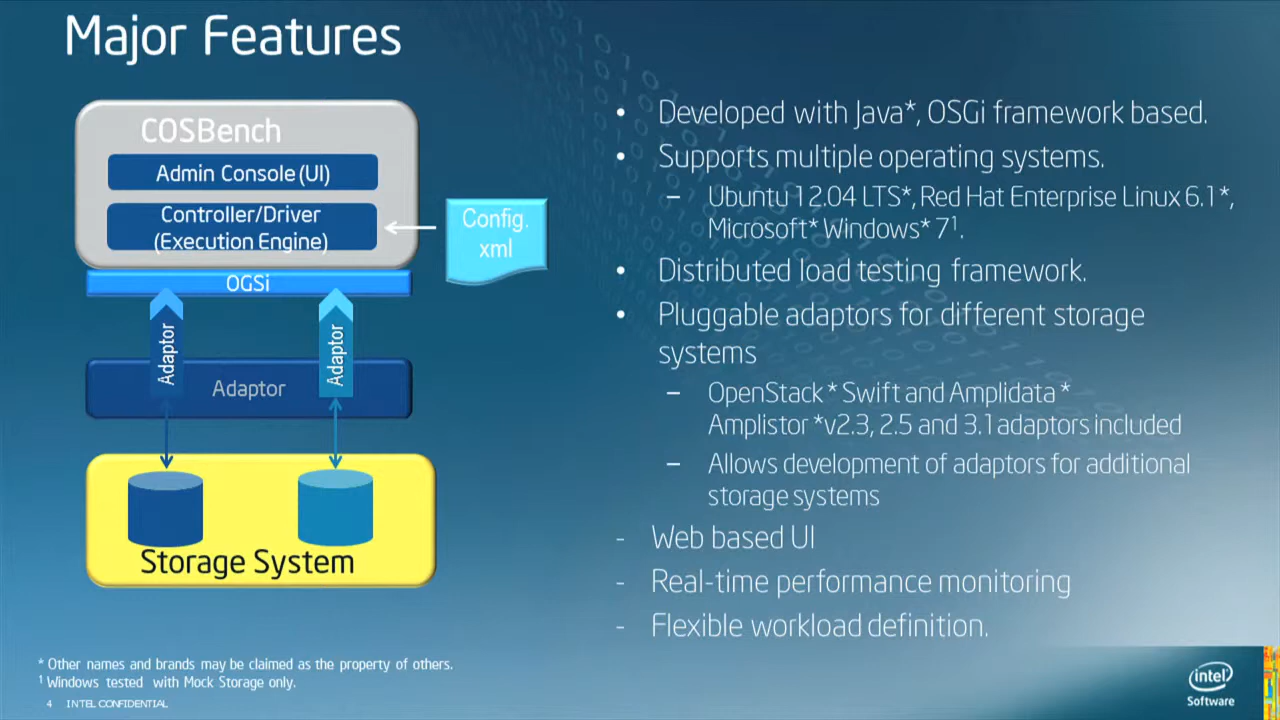 Major Features
COSBench
Admin Console (UI)
Controller/Driver
(Execution Engine)
Config.
xml
OGSi
Adaptor
Adaptor
Adaptor
Storage System
• Developed with Java*, OSGi framework based.
• Supports multiple operating systems.
– Ubuntu 12.04 LTS*, Red Hat Enterprise Linux 6.1*,
Microsoft* Windows* 7¹.
• Distributed load testing framework.
• Pluggable adaptors for different storage
systems
– OpenStack * Swift and Amplidata *
Amplistor *v2.3, 2.5 and 3.1 adaptors included
– Allows development of adaptors for additional
storage systems
- Web based UI
- Real-time performance monitoring
- Flexible workload definition.
* Other names and brands may be claimed as the property of others.
¹ Windows tested with Mock Storage only.
4 INTEL CONFIDENTIAL
intel
Software